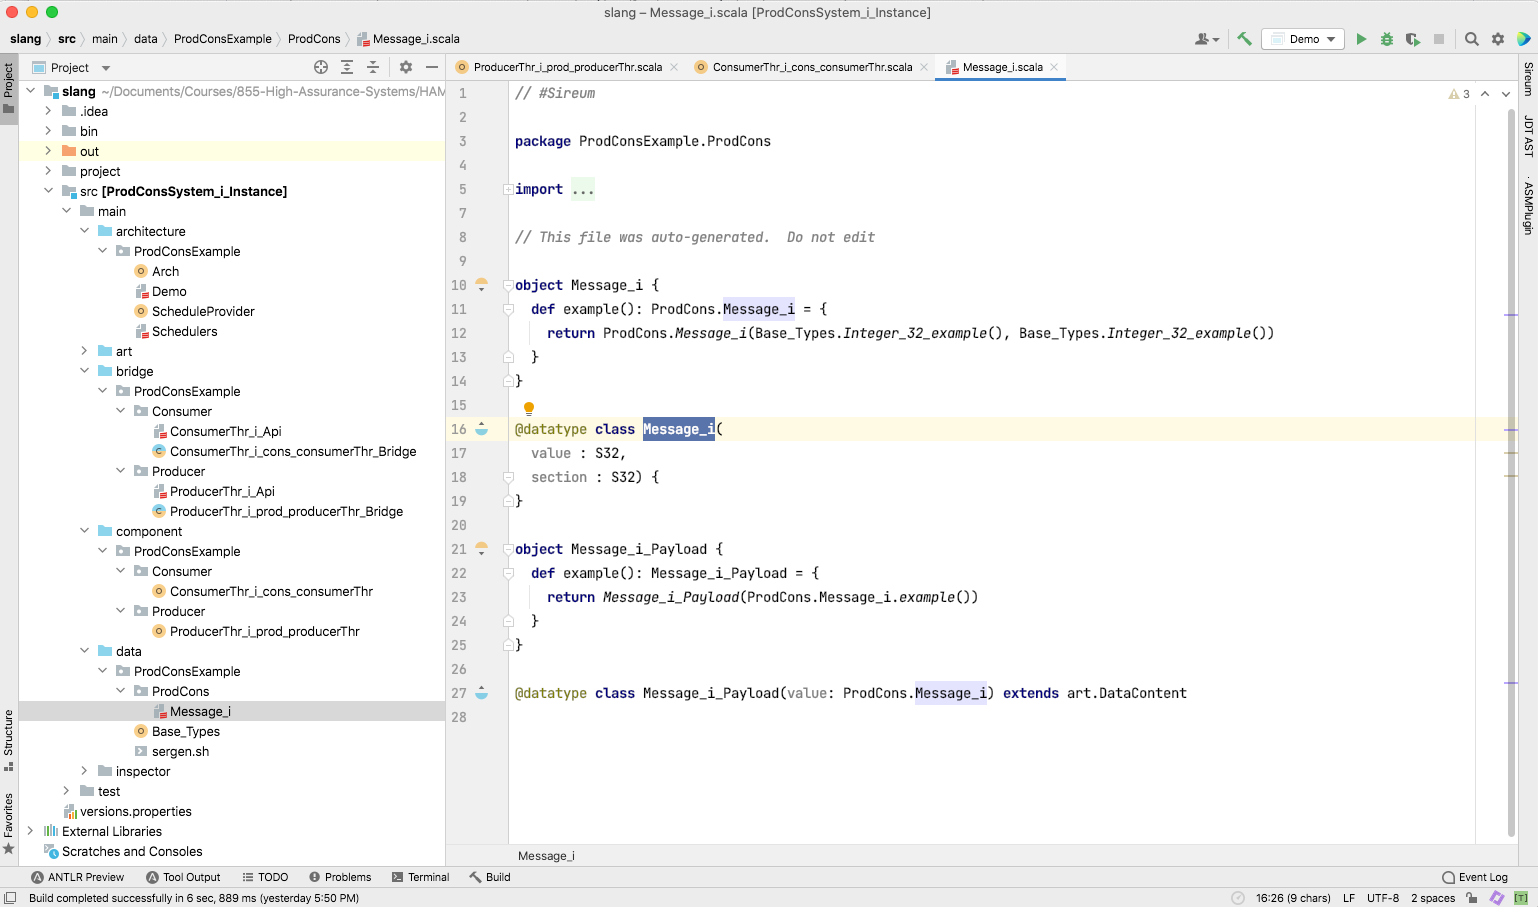 slang – Message_i.scala [ProdConsSystem_i_Instance]
slang
src
main
data
ProdConsExample
ProdCons
Message_i.scala
Demo
Project
ProducerThr_i_prod_producerThr.scala
ConsumerThr_i_cons_consumerThr.scala
Message_i.scala
Project
Structure
Favorites
slang ~/Documents/Courses/855-High-Assurance-Systems/HAM
.idea
bin
out
project
src [ProdConsSystem_i_Instance]
main
architecture
ProdConsExample
Arch
Demo
ScheduleProvider
Schedulers
art
bridge
ProdConsExample
Consumer
ConsumerThr_i_Api
ConsumerThr_i_cons_consumerThr_Bridge
Producer
ProducerThr_i_Api
ProducerThr_i_prod_producerThr_Bridge
component
ProdConsExample
Consumer
ConsumerThr_i_cons_consumerThr
Producer
ProducerThr_i_prod_producerThr
data
ProdConsExample
ProdCons
Message_i
Base_Types
sergen.sh
inspector
test
versions.properties
External Libraries
Scratches and Consoles
1 // #Sireum
2
3 package ProdConsExample.ProdCons
4
5 import ...
7
8 // This file was auto-generated.  Do not edit
9
10 object Message_i {
11 def example(): ProdCons.Message_i = {
12 return ProdCons.Message_i(Base_Types.Integer_32_example(), Base_Types.Integer_32_example())
13 }
14 }
15
16 @datatype class Message_i(
17 value : S32,
18 section : S32) {
19 }
20
21 object Message_i_Payload {
22 def example(): Message_i_Payload = {
23 return Message_i_Payload(ProdCons.Message_i.example())
24 }
25 }
26
27 @datatype class Message_i_Payload(value: ProdCons.Message_i) extends art.DataContent
28
3
Message_i
Sireum
JDT AST
ASMPlugin
ANTLR Preview
Tool Output
TODO
Problems
Terminal
Build
Event Log
Build completed successfully in 6 sec, 889 ms (yesterday 5:50 PM)
16:26 (9 chars)
LF
UTF-8
2 spaces
[T]